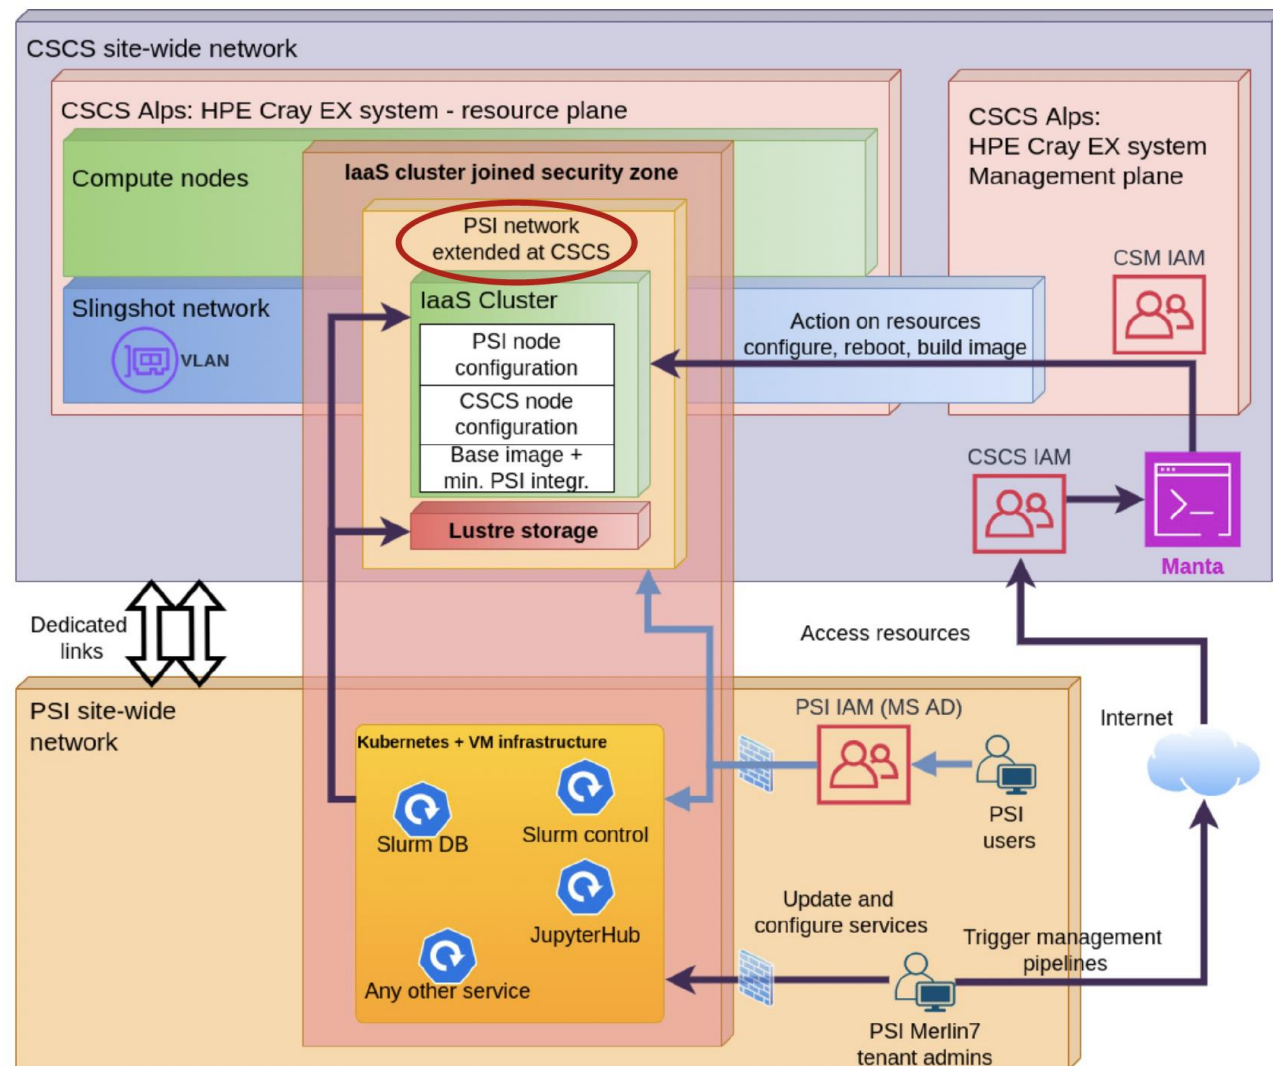 CSCS site-wide network
CSCS Alps: HPE Cray EX system - resource plane
Compute nodes
IaaS cluster joined security zone
PSI network
extended at CSCS
IaaS Cluster
PSI node
configuration
CSCS node
configuration
Base image +
min. PSI integr.
Lustre storage
Slingshot network
VLAN
Action on resources
configure, reboot, build image
CSCS Alps:
HPE Cray EX system
Management plane
CSM IAM
CSCS IAM
Manta
Dedicated
links
Access resources
Internet
PSI site-wide
network
Kubernetes + VM infrastructure
Slurm DB
Slurm control
JupyterHub
Any other service
PSI IAM (MS AD)
PSI
users
Update and
configure services
Trigger management
pipelines
PSI Merlin7
tenant admins